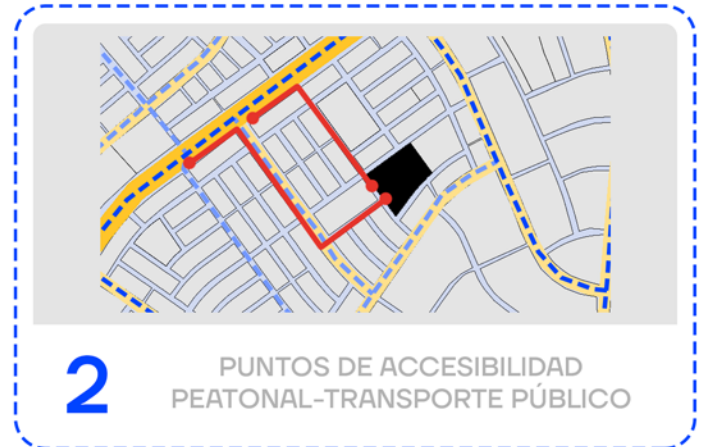 2
PUNTOS DE ACCESIBILIDAD
PEATONAL-TRANSPORTE PÚBLICO